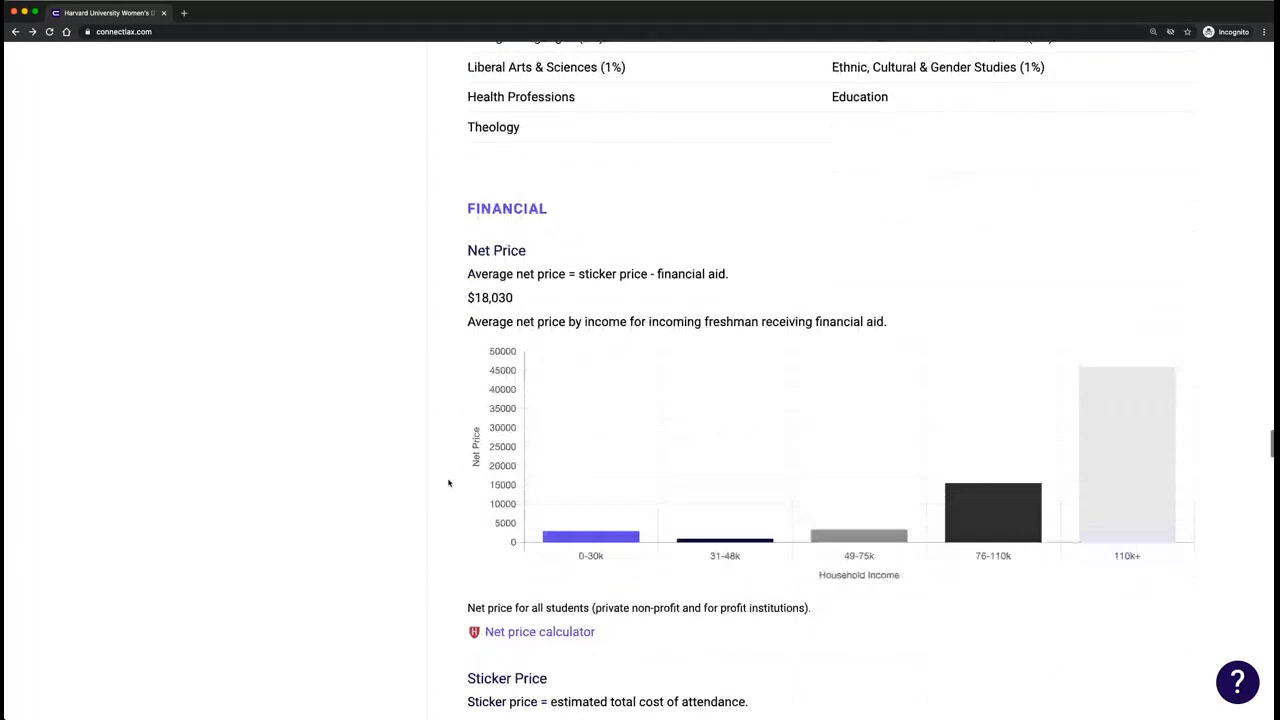 Harvard University Women's
connectlax.com
Incognito
Liberal Arts & Sciences (1%)
Ethnic, Cultural & Gender Studies (1%)
Health Professions
Education
Theology
FINANCIAL
Net Price
Average net price = sticker price - financial aid.
$18,030
Average net price by income for incoming freshman receiving financial aid.
50000
45000
40000
35000
30000
25000
20000
15000
10000
5000
0
Net Price
0-30k
31-48k
49-75k
76-110k
110k+
Household Income
Net price for all students (private non-profit and for profit institutions).
Net price calculator
Sticker Price
Sticker price = estimated total cost of attendance.
?